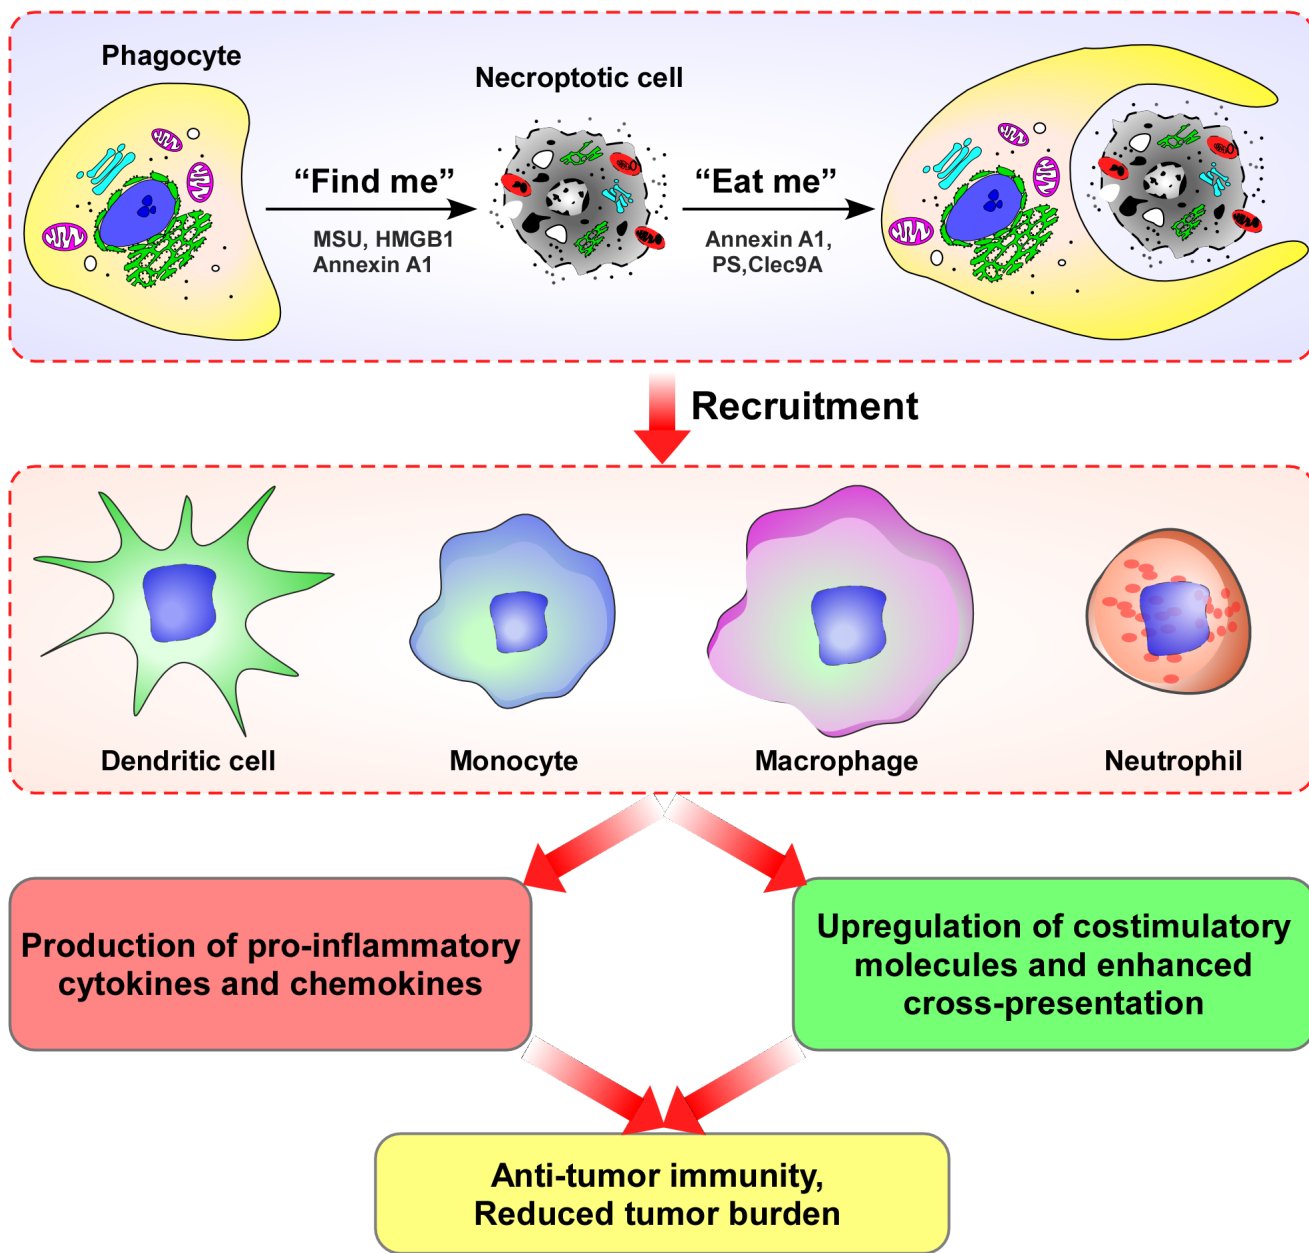 Phagocyte
Necroptotic cell
“Find me”
“Eat me”
MSU, HMGB1
Annexin A1
Annexin A1,
PS,Clec9A
Recruitment
Dendritic cell
Monocyte
Macrophage
Neutrophil
Production of pro-inflammatory
cytokines and chemokines
Upregulation of costimulatory
molecules and enhanced
cross-presentation
Anti-tumor immunity,
Reduced tumor burden